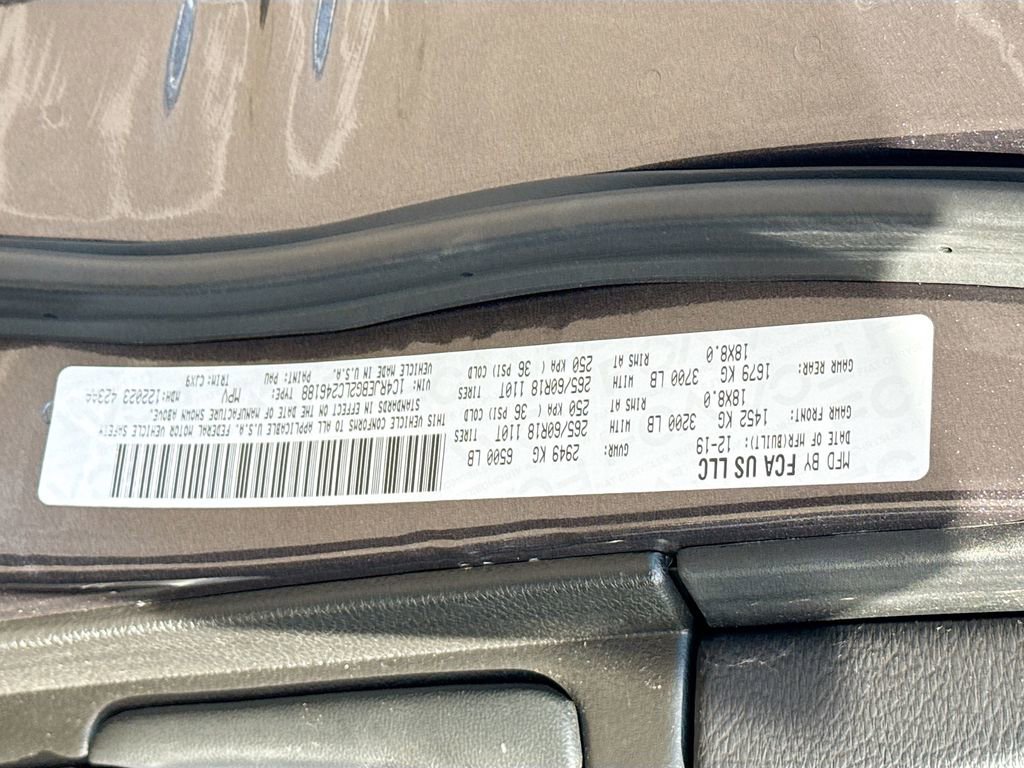 MFD BY FCA US LLC
DATE OF MFR(BUILT): 12-19 GVWR: 2949 KG 6500 LB
GAWR FRONT: 1452 KG 3200 LB WITH 265/60R18 110T TIRES
18X8.0 RIMS AT 250 KPA ( 36 PSI) COLD
GAWR REAR: 1679 KG 3700 LB WITH 265/60R18 110T TIRES
18X8.0 RIMS AT 250 KPA ( 36 PSI) COLD
THIS VEHICLE CONFORMS TO ALL APPLICABLE U.S.A. FEDERAL MOTOR VEHICLE SAFETY
STANDARDS IN EFFECT ON THE DATE OF MANUFACTURE SHOWN ABOVE.
VIN: 1C4RJEBG2LC246188 TYPE: MPV MDH:122023
VEHICLE MADE IN U.S.A. PAINT: PAU TRIM: CJX9